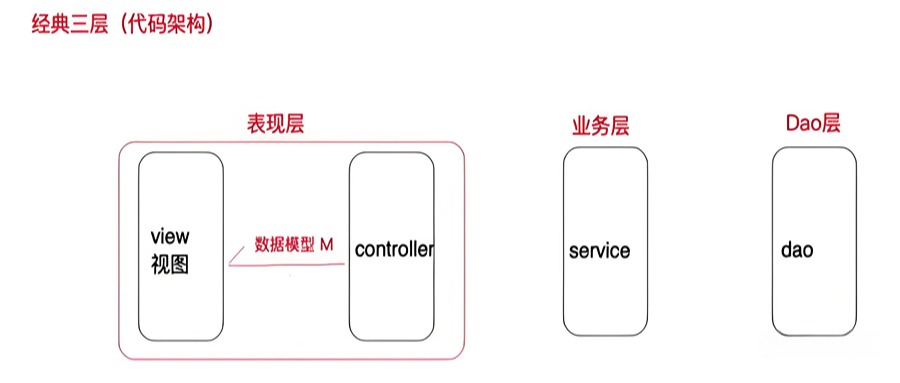 经典三层（代码架构）
表现层
业务层
Dao层
view
视图
数据模型 M
controller
service
dao